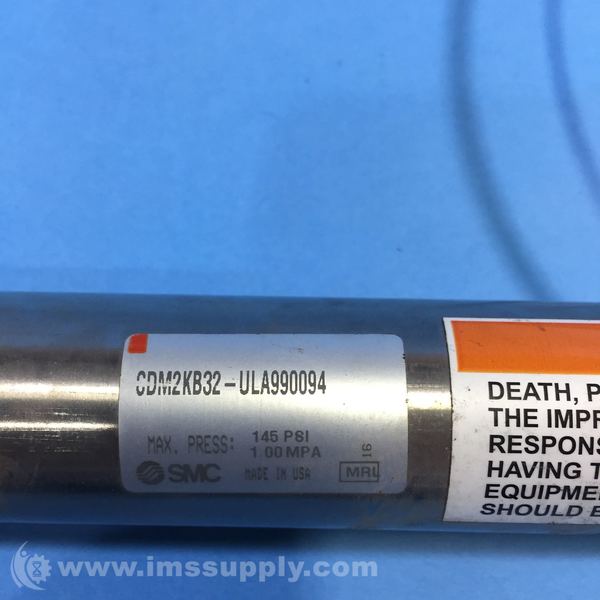 CDM2KB32-ULA990094
MAX. PRESS: 145 PSI
1.00 MPA
SMC MADE IN USA MRL 16
DEATH, P
THE IMPR
RESPONS
HAVING T
EQUIPME
SHOULD
IMS
www.imssupply.com